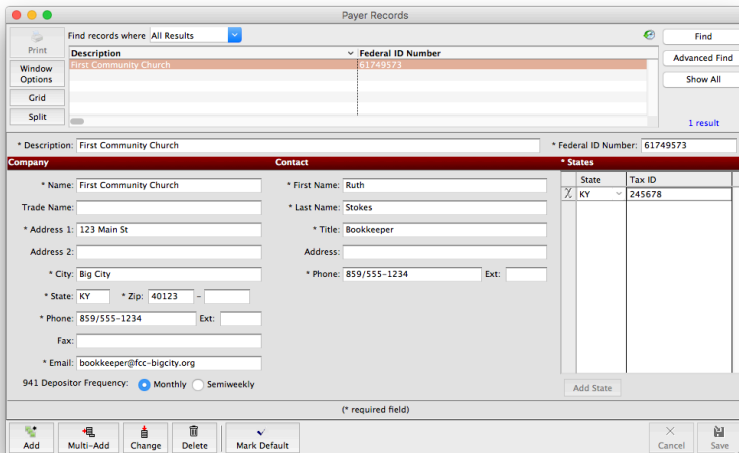 Payer Records
Print
Find records where All Results
Find
Description Federal ID Number
Advanced Find
First Community Church 61749573
Window Options
Show All
Grid
Split
1 result
* Description: First Community Church * Federal ID Number: 61749573
Company Contact * States
State Tax ID
* Name: First Community Church * First Name: Ruth KY 245678
Trade Name: * Last Name: Stokes
* Address 1: 123 Main St * Title: Bookkeeper
Address 2: Address:
* City: Big City * Phone: 859/555-1234 Ext:
* State: KY * Zip: 40123 -
* Phone: 859/555-1234 Ext:
Fax:
* Email: bookkeeper@fcc-bigcity.org
941 Depositor Frequency: Monthly Semiweekly
Add State
(* required field)
Add Multi-Add Change Delete Mark Default Cancel Save